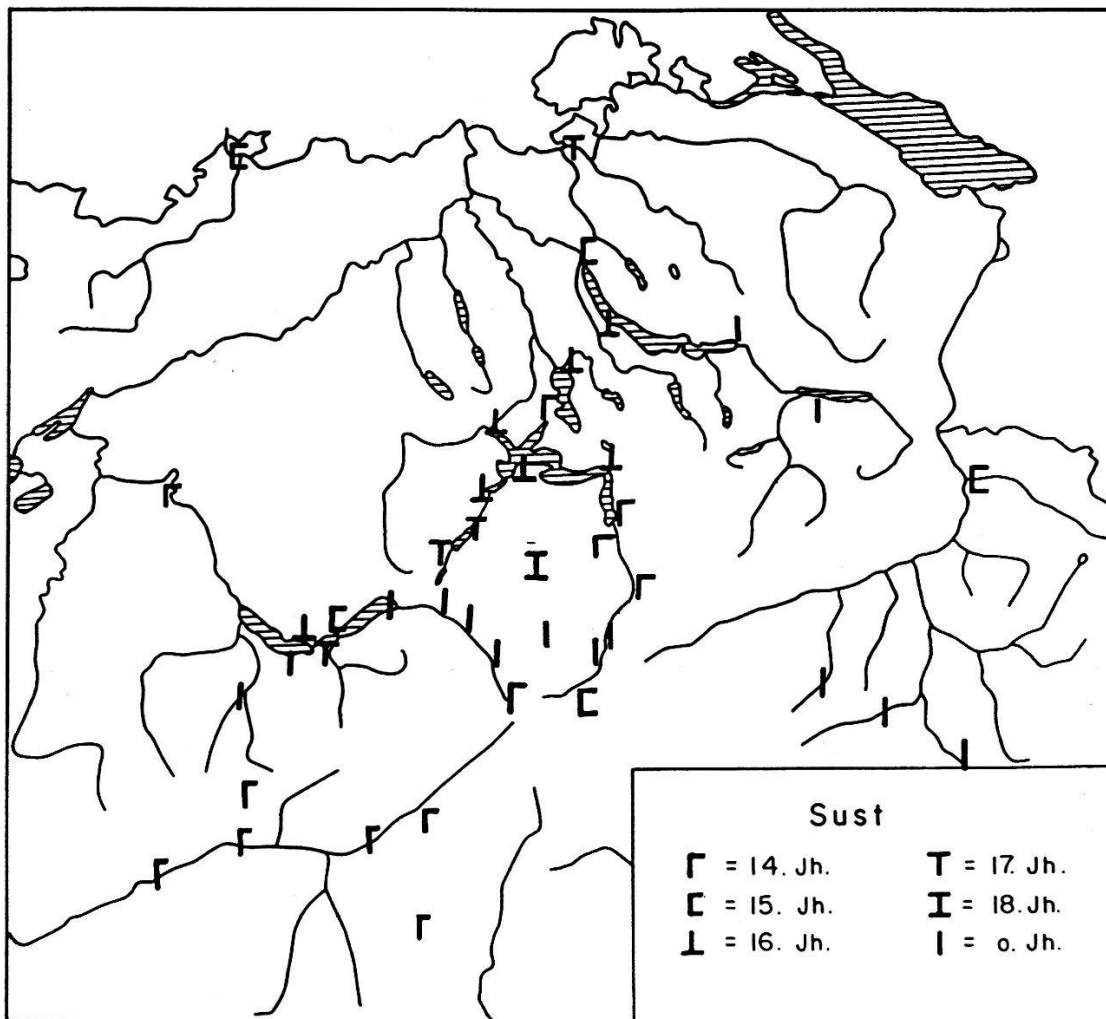 Sust
Γ = 14. Jh.
⊏ = 15. Jh.
⊥ = 16. Jh.
T = 17. Jh.
I = 18. Jh.
| = o. Jh.